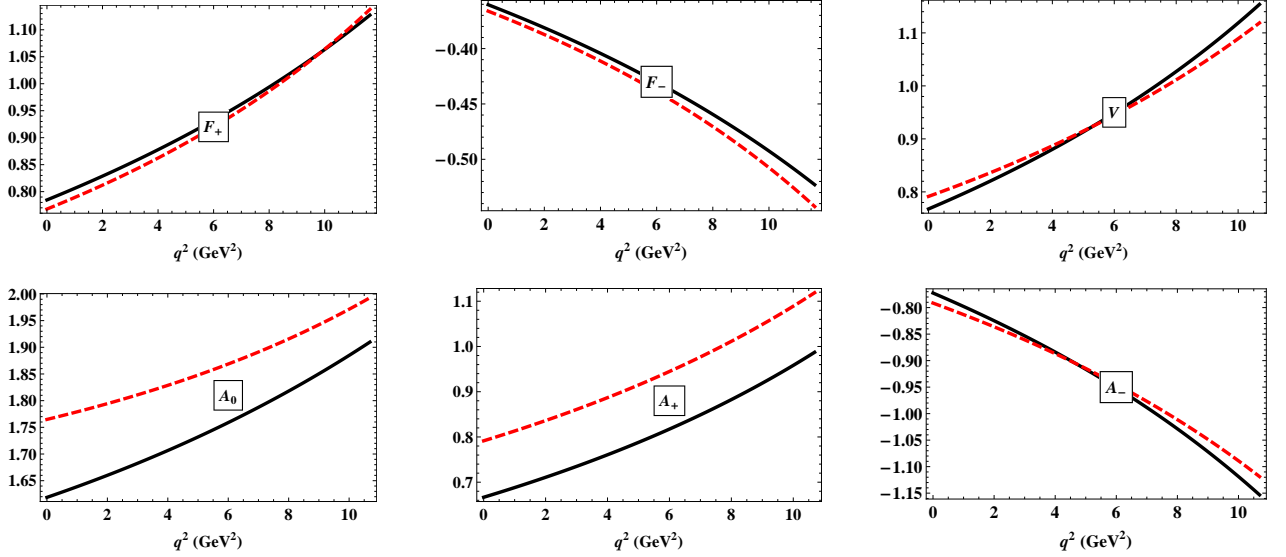 1.10
1.05
1.00
0.95
0.90
0.85
0.80
F₊
0 2 4 6 8 10
q² (GeV²)
−0.40
−0.45
−0.50
F₋
0 2 4 6 8 10
q² (GeV²)
1.1
1.0
0.9
0.8
V
0 2 4 6 8 10
q² (GeV²)
2.00
1.95
1.90
1.85
1.80
1.75
1.70
1.65
A₀
0 2 4 6 8 10
q² (GeV²)
1.1
1.0
0.9
0.8
0.7
A₊
0 2 4 6 8 10
q² (GeV²)
−0.80
−0.85
−0.90
−0.95
−1.00
−1.05
−1.10
−1.15
A₋
0 2 4 6 8 10
q² (GeV²)